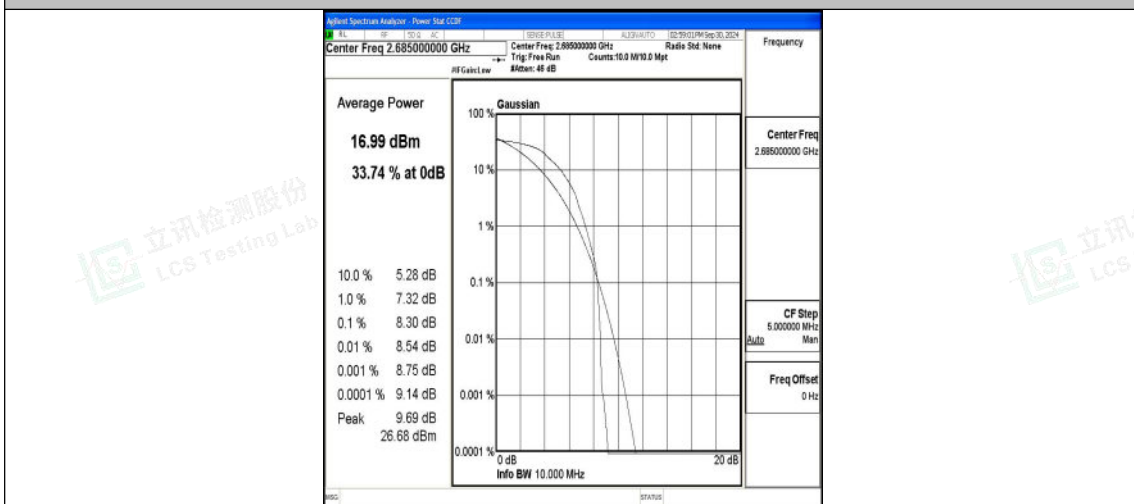 Agilent Spectrum Analyzer - Power Stat CCDF
RL RF 50 Ω AC SENSE:PULSE ALIGNAUTO 02:59:01 PM Sep 30, 2024
Center Freq 2.685000000 GHz
Center Freq: 2.685000000 GHz Radio Std: None
Trig: Free Run Counts:10.0 M/10.0 Mpt
#IFGain:Low #Atten: 46 dB
Frequency
Average Power
16.99 dBm
33.74 % at 0dB
10.0 % 5.28 dB
1.0 % 7.32 dB
0.1 % 8.30 dB
0.01 % 8.54 dB
0.001 % 8.75 dB
0.0001 % 9.14 dB
Peak 9.69 dB
26.68 dBm
Gaussian
100 %
10 %
1 %
0.1 %
0.01 %
0.001 %
0.0001 %
0 dB 20 dB
Info BW 10.000 MHz
Center Freq
2.685000000 GHz
CF Step
5.000000 MHz
Auto Man
Freq Offset
0 Hz
MSG STATUS
立讯检测股份
LCS Testing Lab
立讯
LCS